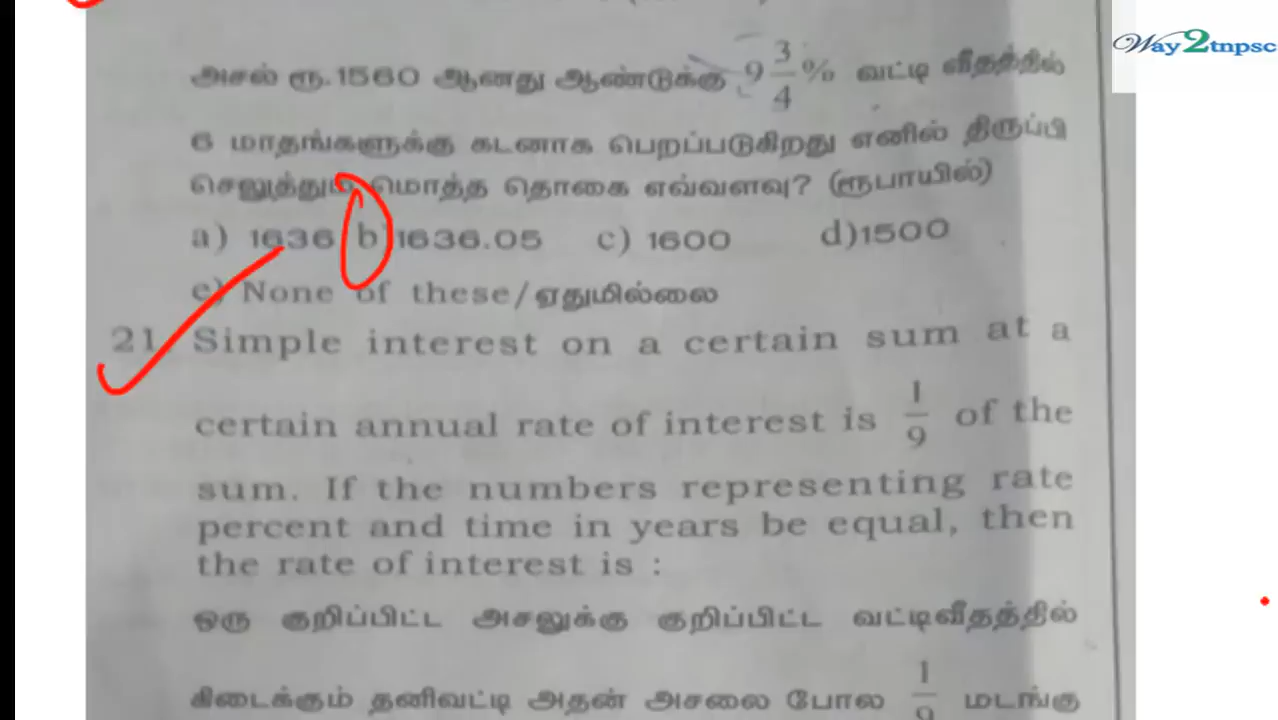 Way2tnpsc
அசல் ரூ.1560 ஆனது ஆண்டுக்கு 9 3/4 % வட்டி வீதத்தில்
6 மாதங்களுக்கு கடனாக பெறப்படுகிறது எனில் திருப்பி
செலுத்தும் மொத்த தொகை எவ்வளவு? (ரூபாயில்)
a) 1636 b)1636.05 c) 1600 d)1500
e) None of these/ஏதுமில்லை
21. Simple interest on a certain sum at a
certain annual rate of interest is 1/9 of the
sum. If the numbers representing rate
percent and time in years be equal, then
the rate of interest is :
ஒரு குறிப்பிட்ட அசலுக்கு குறிப்பிட்ட வட்டிவீதத்தில்
கிடைக்கும் தனிவட்டி அதன் அசலை போல 1/9 மடங்கு